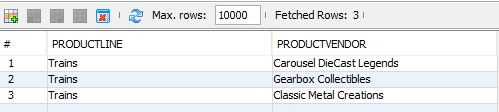 Max. rows: 10000 Fetched Rows: 3
# PRODUCTLINE PRODUCTVENDOR
1 Trains Carousel DieCast Legends
2 Trains Gearbox Collectibles
3 Trains Classic Metal Creations